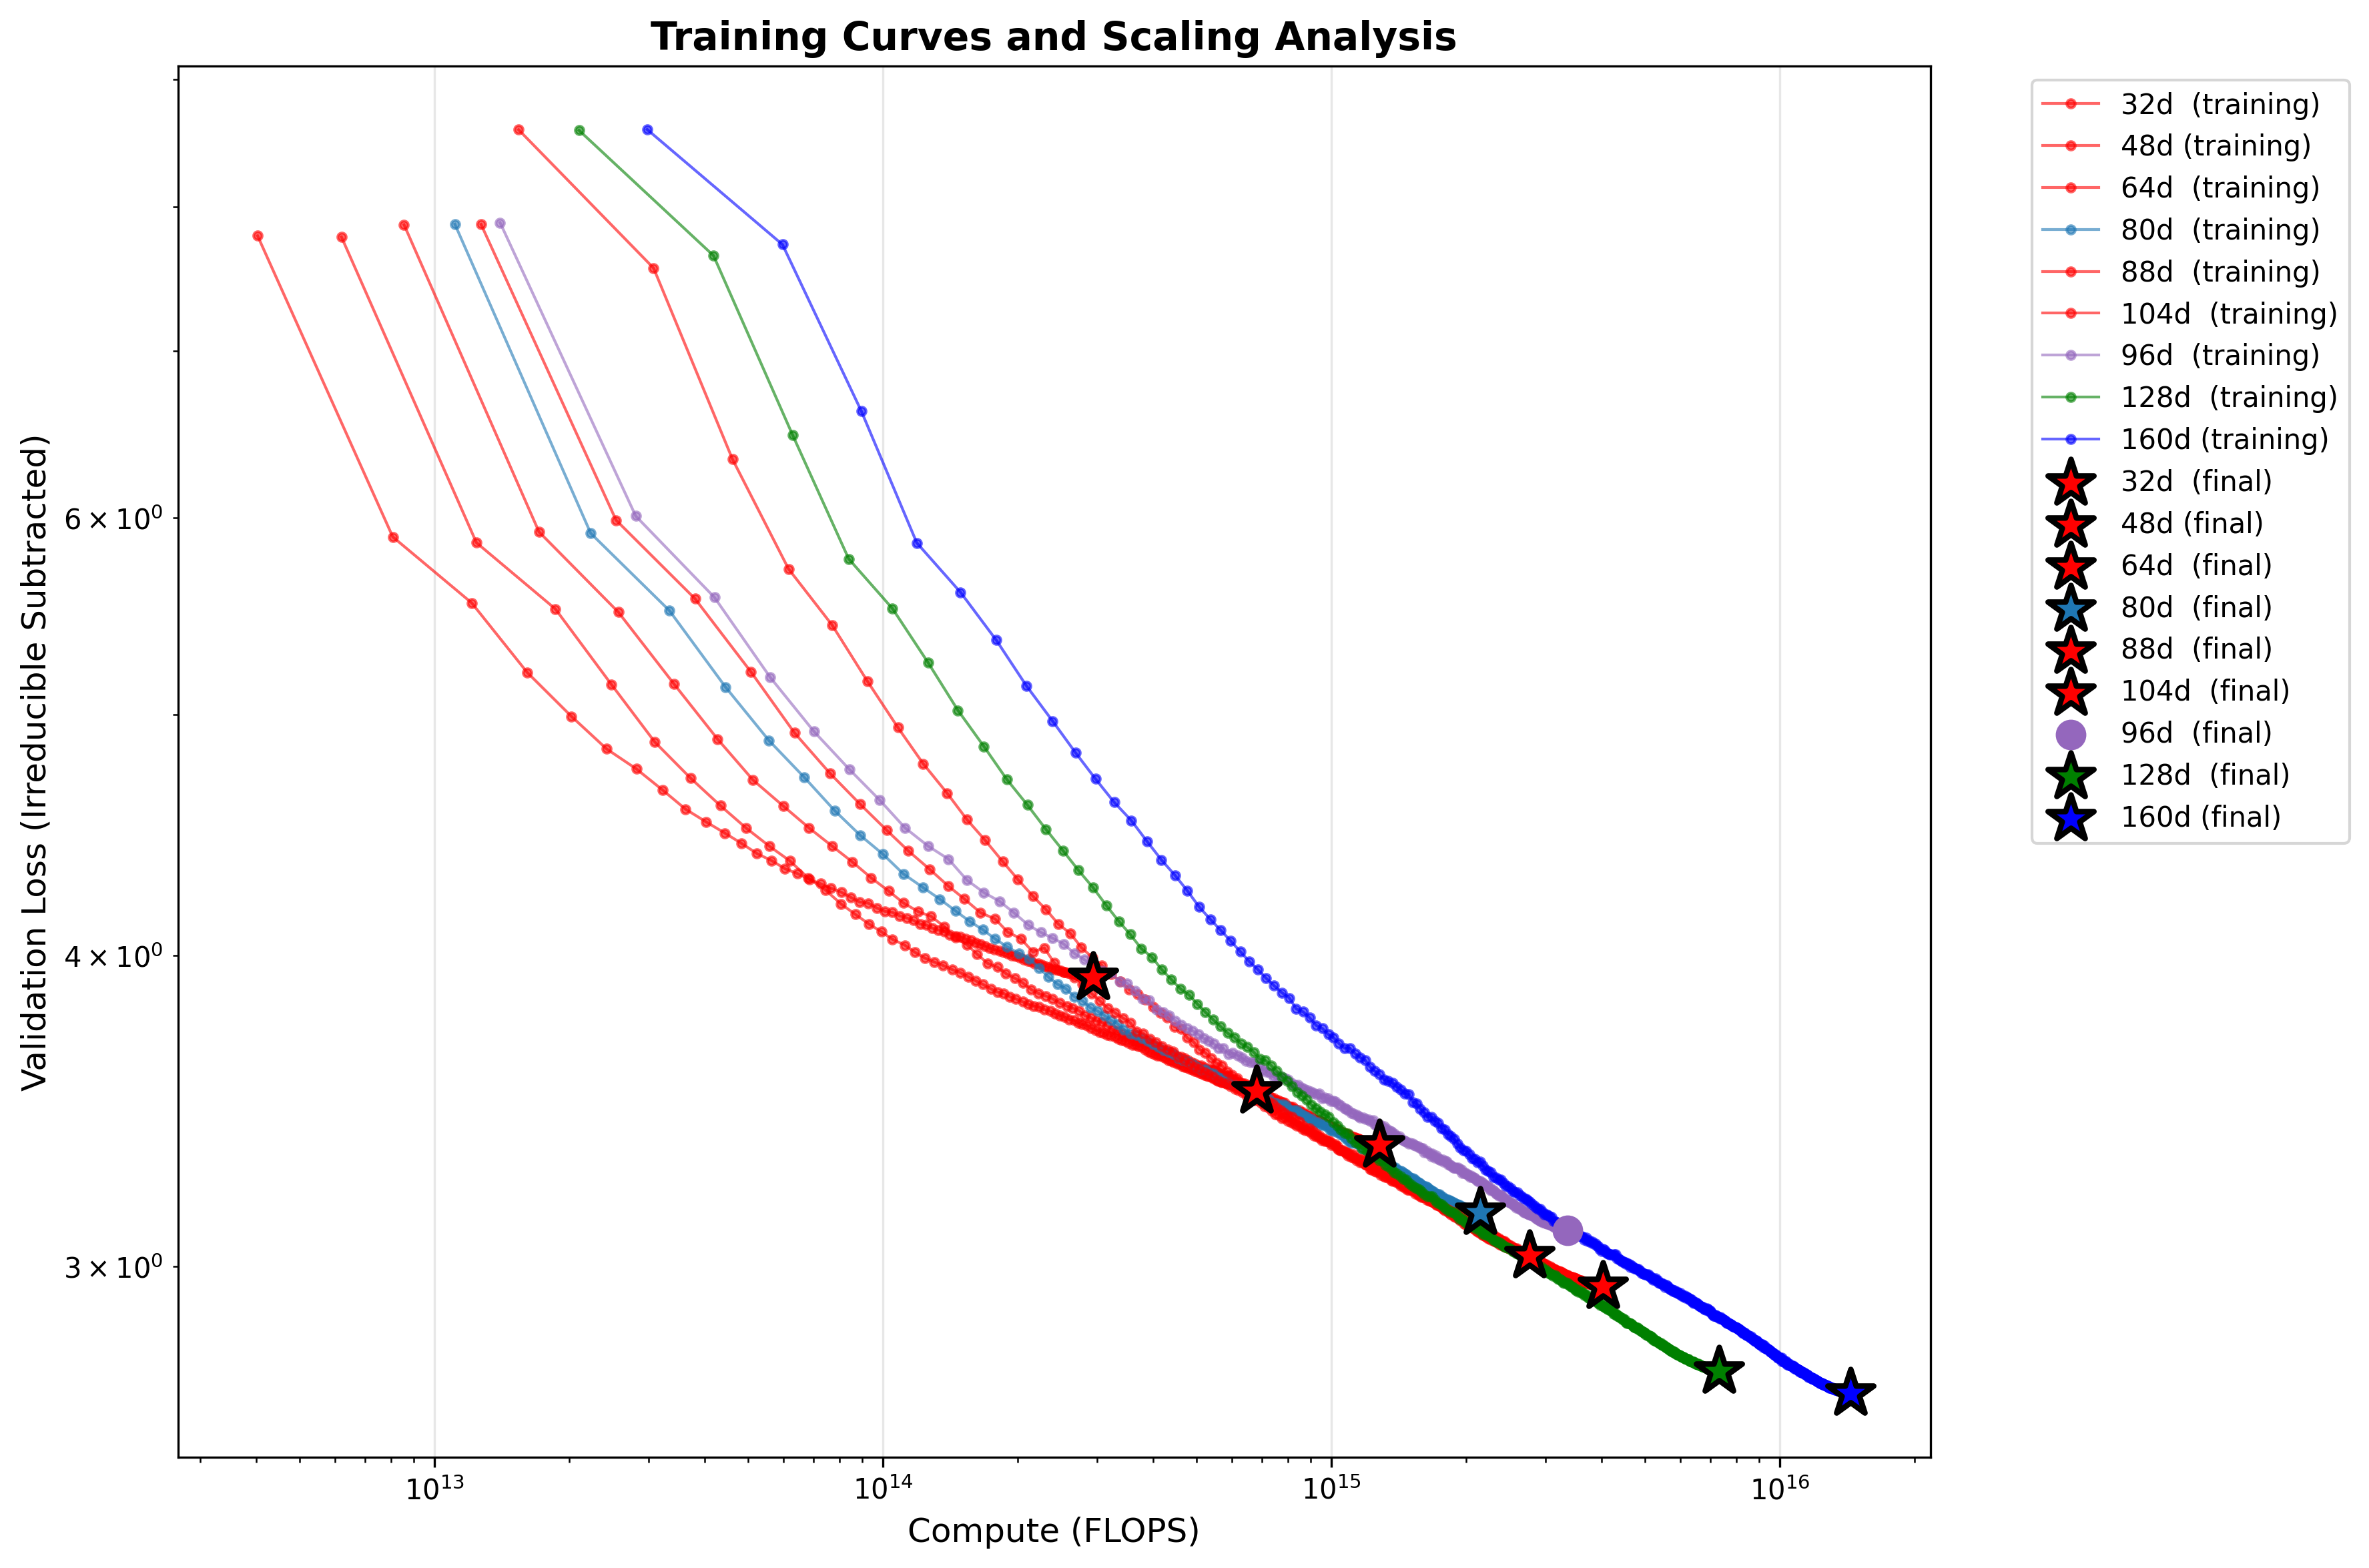 Training Curves and Scaling Analysis
Validation Loss (Irreducible Subtracted)
6 × 10⁰
4 × 10⁰
3 × 10⁰
10¹³
10¹⁴
10¹⁵
10¹⁶
Compute (FLOPS)
32d (training)
48d (training)
64d (training)
80d (training)
88d (training)
104d (training)
96d (training)
128d (training)
160d (training)
32d (final)
48d (final)
64d (final)
80d (final)
88d (final)
104d (final)
96d (final)
128d (final)
160d (final)